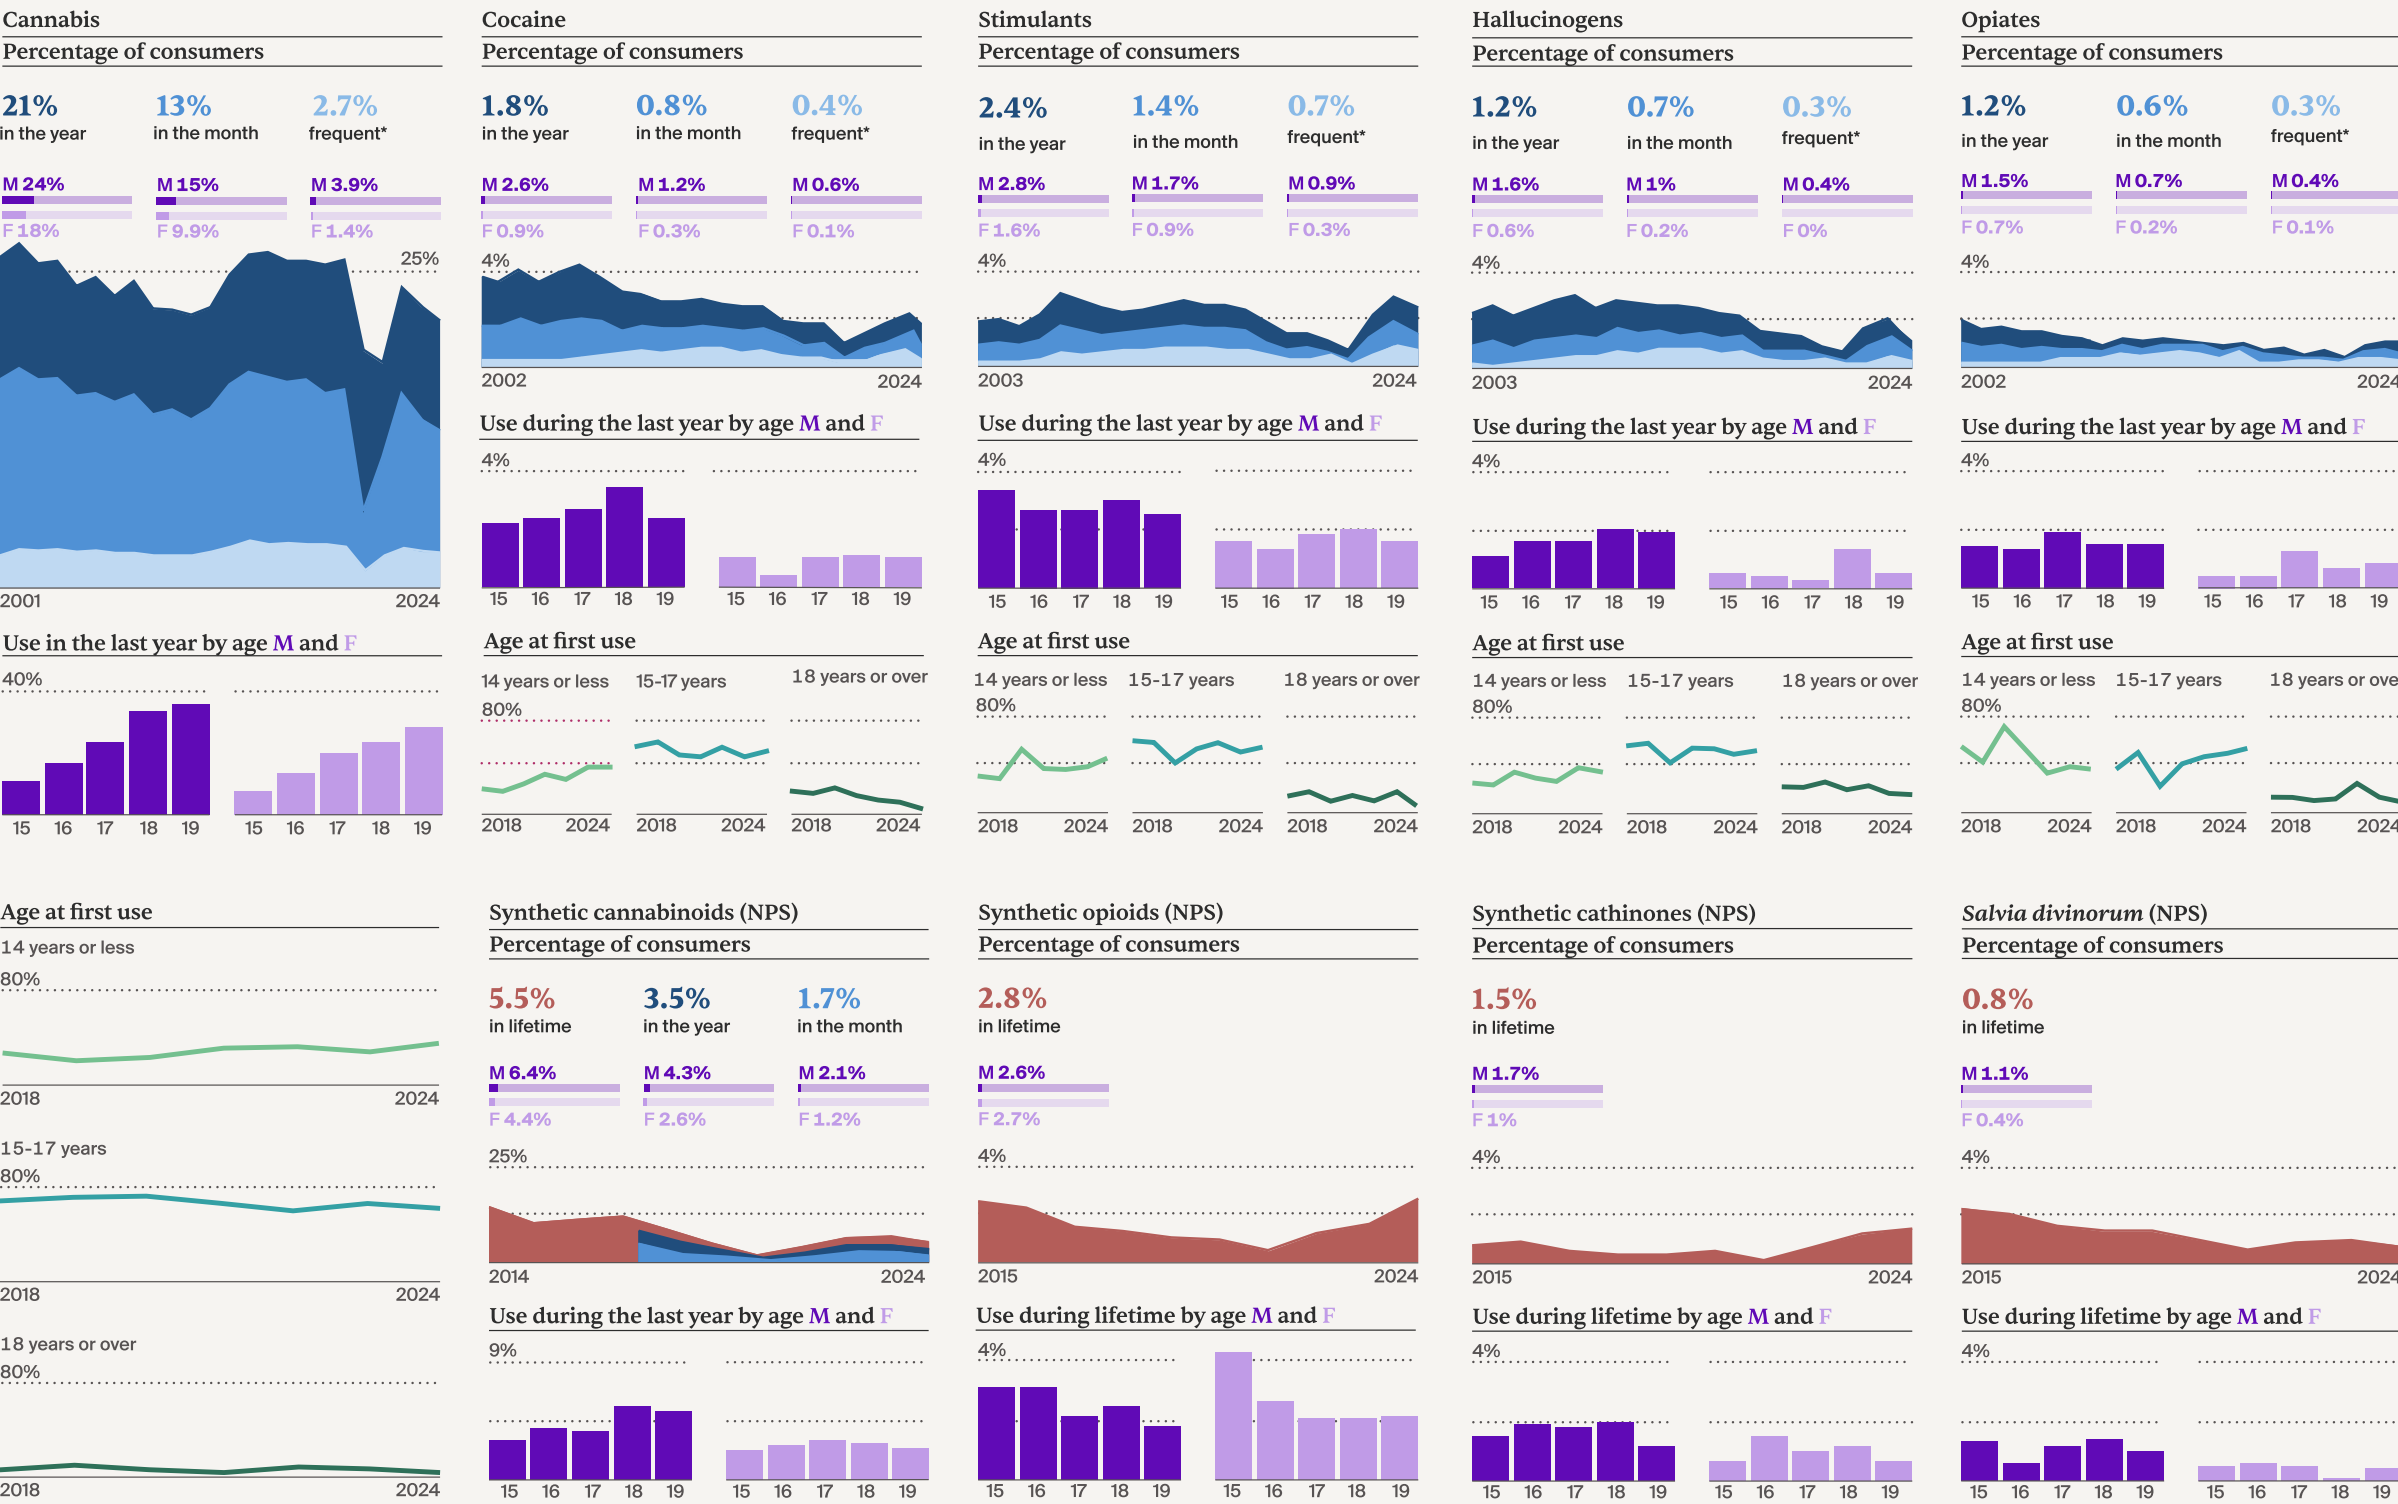 Cannabis
Percentage of consumers
21%
in the year
13%
in the month
2.7%
frequent*
M 24%
F 18%
M 15%
F 9.9%
M 3.9%
F 1.4%
25%
2001
2024
Use in the last year by age M and F
40%
15 16 17 18 19
15 16 17 18 19
Age at first use
14 years or less
80%
2018
2024
15-17 years
80%
2018
2024
18 years or over
80%
2018
2024
Cocaine
Percentage of consumers
1.8%
in the year
0.8%
in the month
0.4%
frequent*
M 2.6%
F 0.9%
M 1.2%
F 0.3%
M 0.6%
F 0.1%
4%
2002
2024
Use during the last year by age M and F
4%
15 16 17 18 19
15 16 17 18 19
Age at first use
14 years or less
15-17 years
18 years or over
80%
2018 2024
2018 2024
2018 2024
Stimulants
Percentage of consumers
2.4%
in the year
1.4%
in the month
0.7%
frequent*
M 2.8%
F 1.6%
M 1.7%
F 0.9%
M 0.9%
F 0.3%
4%
2003
2024
Use during the last year by age M and F
4%
15 16 17 18 19
15 16 17 18 19
Age at first use
14 years or less
15-17 years
18 years or over
80%
2018 2024
2018 2024
2018 2024
Hallucinogens
Percentage of consumers
1.2%
in the year
0.7%
in the month
0.3%
frequent*
M 1.6%
F 0.6%
M 1%
F 0.2%
M 0.4%
F 0%
4%
2003
2024
Use during the last year by age M and F
4%
15 16 17 18 19
15 16 17 18 19
Age at first use
14 years or less
15-17 years
18 years or over
80%
2018 2024
2018 2024
2018 2024
Opiates
Percentage of consumers
1.2%
in the year
0.6%
in the month
0.3%
frequent*
M 1.5%
F 0.7%
M 0.7%
F 0.2%
M 0.4%
F 0.1%
4%
2002
2024
Use during the last year by age M and F
4%
15 16 17 18 19
15 16 17 18 19
Age at first use
14 years or less
15-17 years
18 years or ove
80%
2018 2024
2018 2024
2018 2024
Synthetic cannabinoids (NPS)
Percentage of consumers
5.5%
in lifetime
3.5%
in the year
1.7%
in the month
M 6.4%
F 4.4%
M 4.3%
F 2.6%
M 2.1%
F 1.2%
25%
2014
2024
Use during the last year by age M and F
9%
15 16 17 18 19
15 16 17 18 19
Synthetic opioids (NPS)
Percentage of consumers
2.8%
in lifetime
M 2.6%
F 2.7%
4%
2015
2024
Use during lifetime by age M and F
4%
15 16 17 18 19
15 16 17 18 19
Synthetic cathinones (NPS)
Percentage of consumers
1.5%
in lifetime
M 1.7%
F 1%
4%
2015
2024
Use during lifetime by age M and F
4%
15 16 17 18 19
15 16 17 18 19
Salvia divinorum (NPS)
Percentage of consumers
0.8%
in lifetime
M 1.1%
F 0.4%
4%
2015
2024
Use during lifetime by age M and F
4%
15 16 17 18 19
15 16 17 18 19